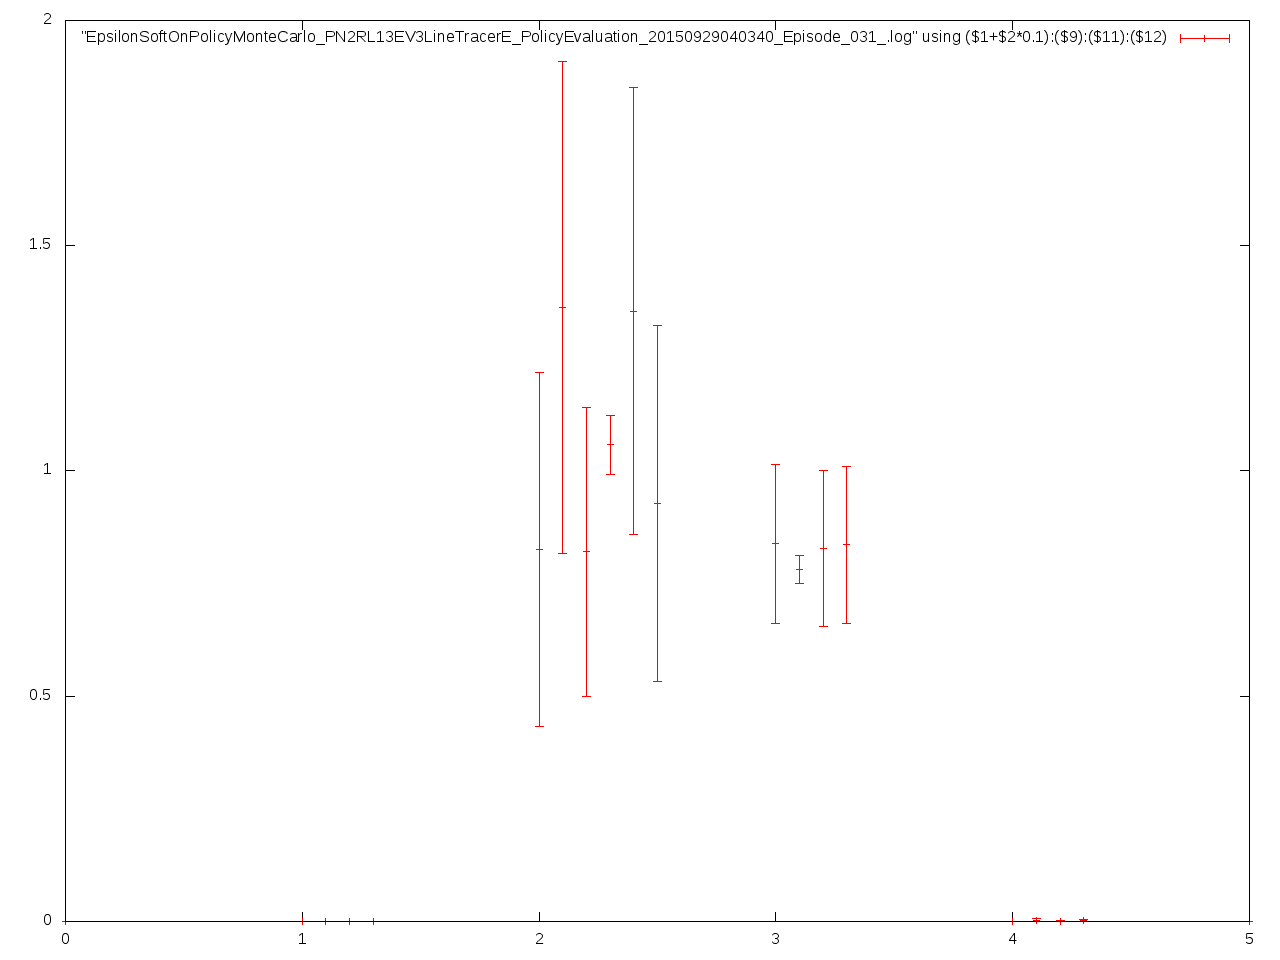 2
"EpsilonSoftOnPolicyMonteCarlo_PN2RL13EV3LineTracerE_PolicyEvaluation_20150929040340_Episode_031_.log" using ($1+$2*0.1):($9):($11):($12)
1.5
1
0.5
0
0 1 2 3 4 5